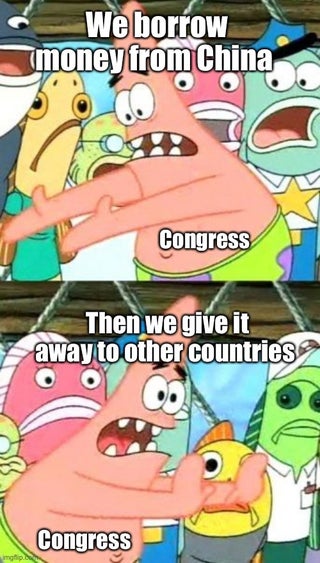 We borrow
money from China
Congress
Then we give it
away to other countries
Congress
imgflip.com